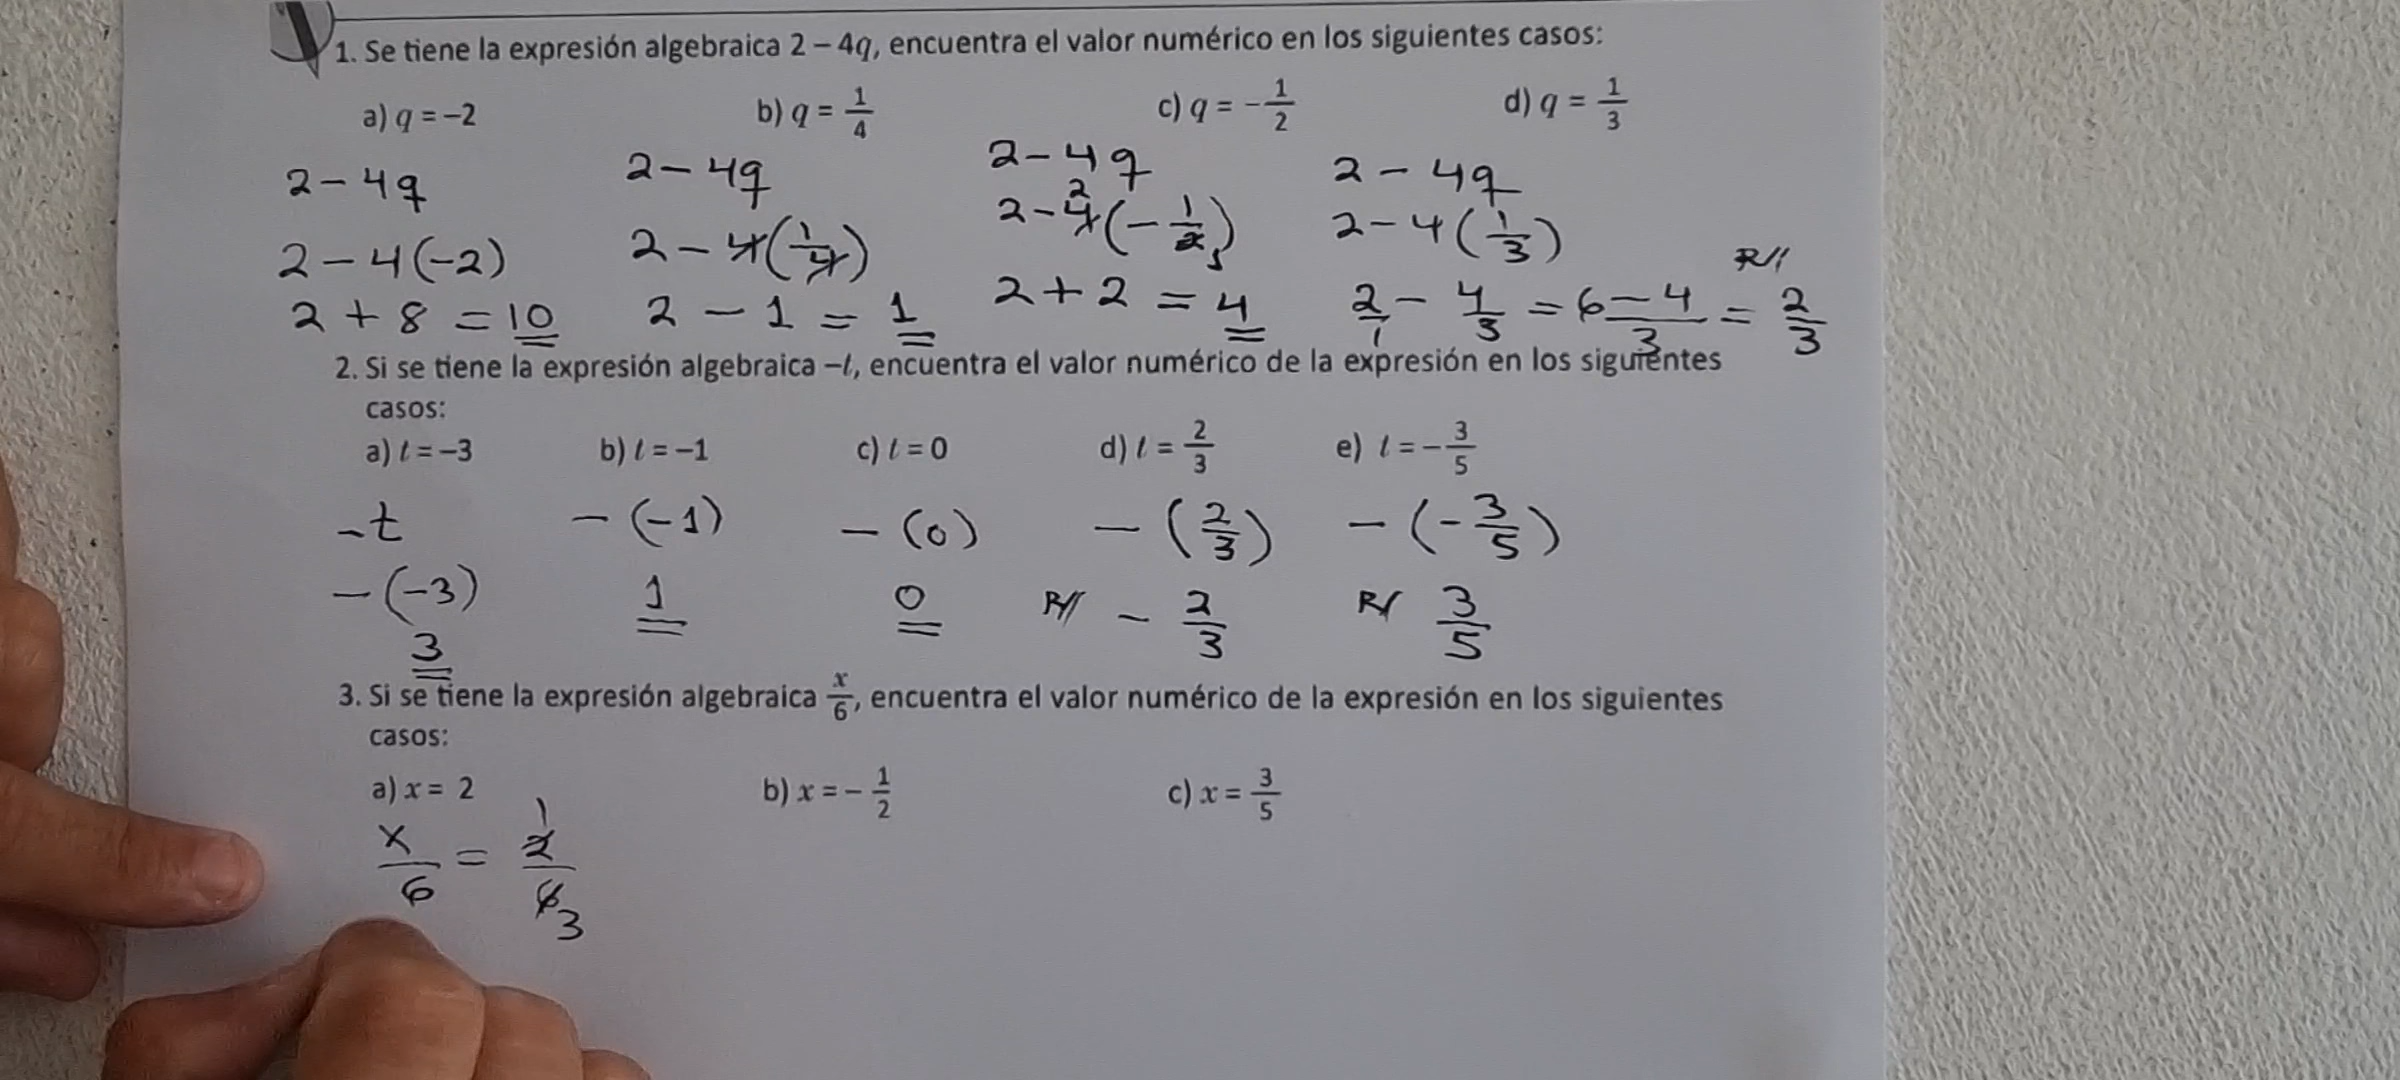 1. Se tiene la expresión algebraica 2 – 4q, encuentra el valor numérico en los siguientes casos:
a) q = –2 b) q = 1/4 c) q = –1/2 d) q = 1/3
2 – 4q 2 – 4q 2 – 4q 2 – 4q
2 – 4(–2) 2 – 4(1/4) 2 – 4 2(–1/2 1) 2 – 4(1/3)
2 + 8 = 10 2 – 1 = 1 2 + 2 = 4 2/1 – 4/3 = 6 – 4/3 = 2/3 R//
2. Si se tiene la expresión algebraica –t, encuentra el valor numérico de la expresión en los siguientes
casos:
a) t = –3 b) t = –1 c) t = 0 d) t = 2/3 e) t = –3/5
–t – (–1) – (0) – (2/3) – (–3/5)
– (–3) 1 0 R// – 2/3 R/ 3/5
3
3. Si se tiene la expresión algebraica x/6, encuentra el valor numérico de la expresión en los siguientes
casos:
a) x = 2 b) x = – 1/2 c) x = 3/5
x/6 = 2/6 1 3